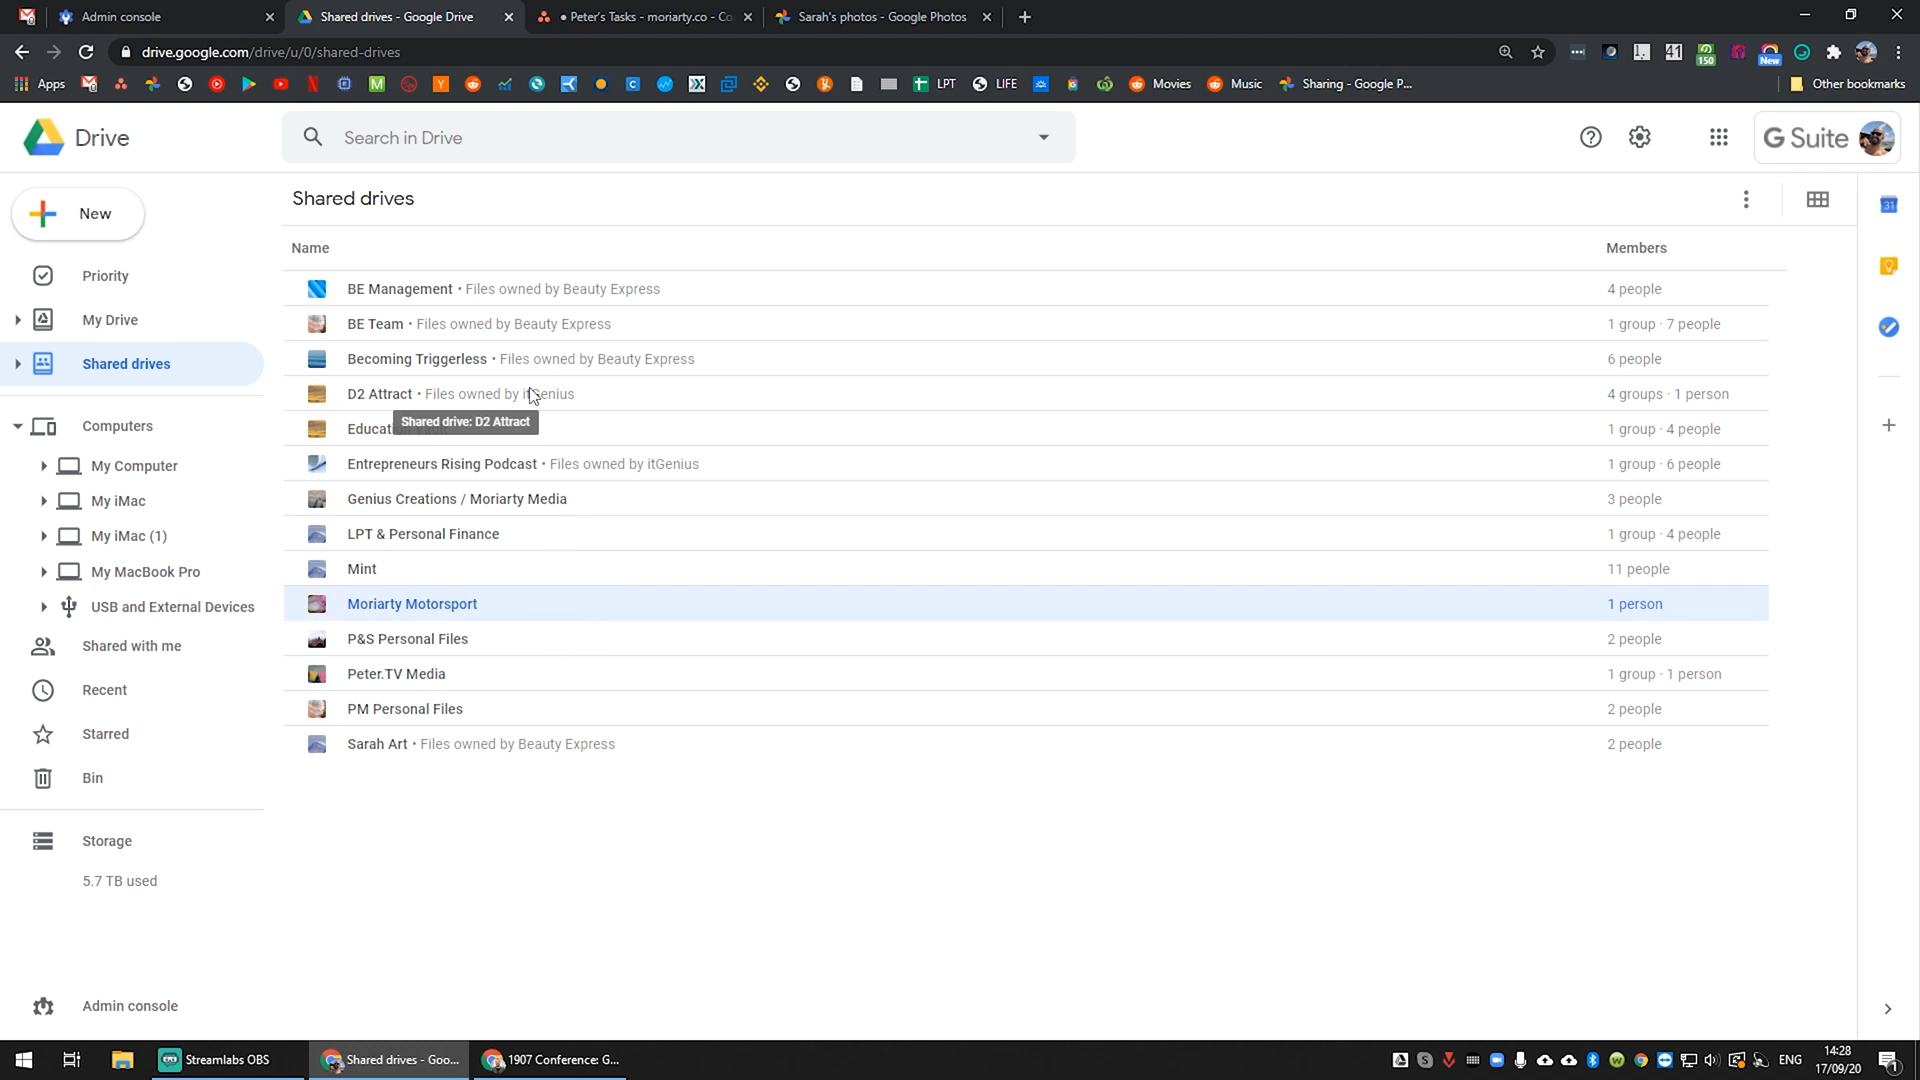 Admin console
Shared drives - Google Drive
• Peter's Tasks - moriarty.co - Co
Sarah's photos - Google Photos
drive.google.com/drive/u/0/shared-drives
41
150
New
Apps
LPT
LIFE
Movies
Music
Sharing - Google P...
Other bookmarks
Drive
Search in Drive
G Suite
New
Priority
My Drive
Shared drives
Computers
My Computer
My iMac
My iMac (1)
My MacBook Pro
USB and External Devices
Shared with me
Recent
Starred
Bin
Storage
5.7 TB used
Admin console
Shared drives
Name
Members
BE Management • Files owned by Beauty Express
4 people
BE Team • Files owned by Beauty Express
1 group · 7 people
Becoming Triggerless • Files owned by Beauty Express
6 people
D2 Attract • Files owned by itGenius
4 groups · 1 person
Shared drive: D2 Attract
Educat
1 group · 4 people
Entrepreneurs Rising Podcast • Files owned by itGenius
1 group · 6 people
Genius Creations / Moriarty Media
3 people
LPT & Personal Finance
1 group · 4 people
Mint
11 people
Moriarty Motorsport
1 person
P&S Personal Files
2 people
Peter.TV Media
1 group · 1 person
PM Personal Files
2 people
Sarah Art • Files owned by Beauty Express
2 people
31
Streamlabs OBS
Shared drives - Goo...
1907 Conference: G...
ENG
14:28
17/09/20
1